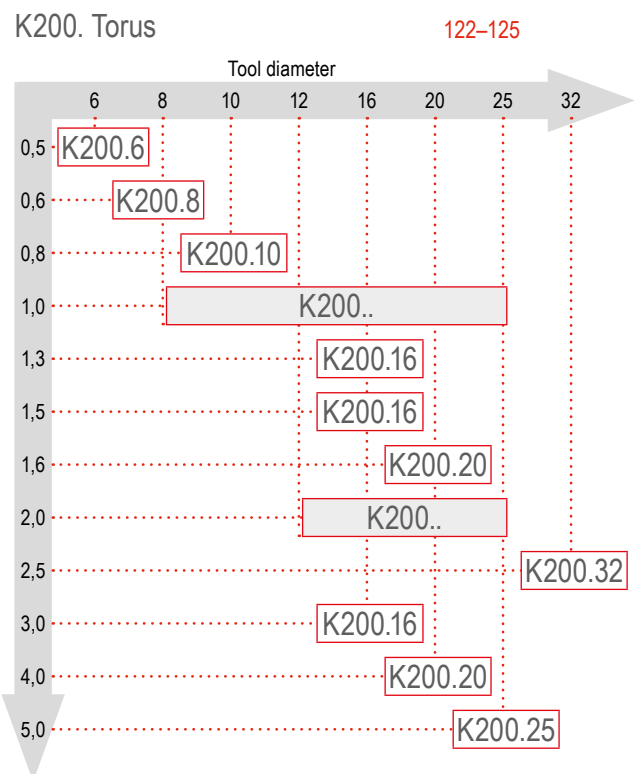 K200. Torus 122–125
Tool diameter
6 8 10 12 16 20 25 32
0,5 K200.6
0,6 K200.8
0,8 K200.10
1,0 K200..
1,3 K200.16
1,5 K200.16
1,6 K200.20
2,0 K200..
2,5 K200.32
3,0 K200.16
4,0 K200.20
5,0 K200.25